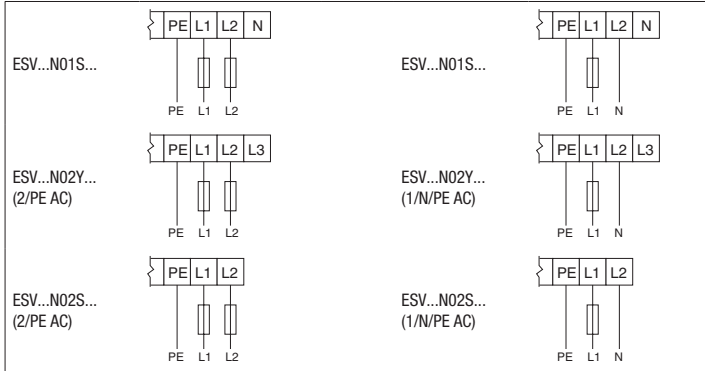 PE L1 L2 N
ESV...N01S...
PE L1 L2
PE L1 L2 N
ESV...N01S...
PE L1 N
PE L1 L2 L3
ESV...N02Y...
(2/PE AC)
PE L1 L2
PE L1 L2 L3
ESV...N02Y...
(1/N/PE AC)
PE L1 N
PE L1 L2
ESV...N02S...
(2/PE AC)
PE L1 L2
PE L1 L2
ESV...N02S...
(1/N/PE AC)
PE L1 N